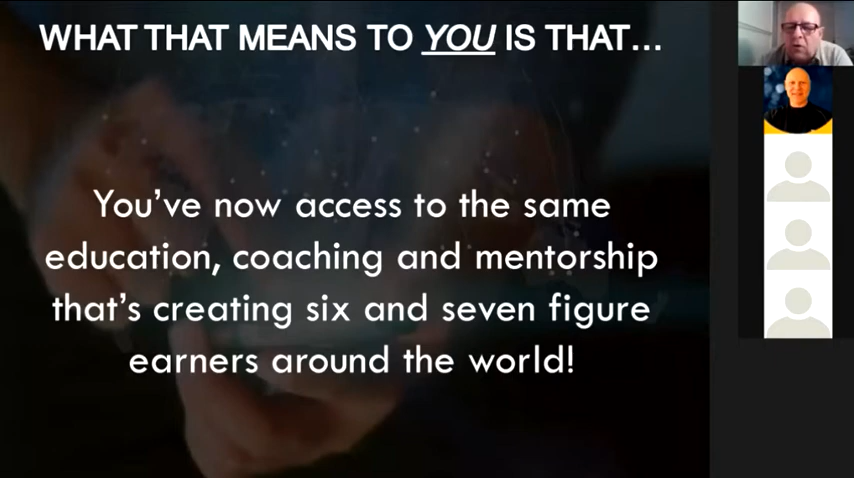 WHAT THAT MEANS TO YOU IS THAT...
You've now access to the same
education, coaching and mentorship
that's creating six and seven figure
earners around the world!